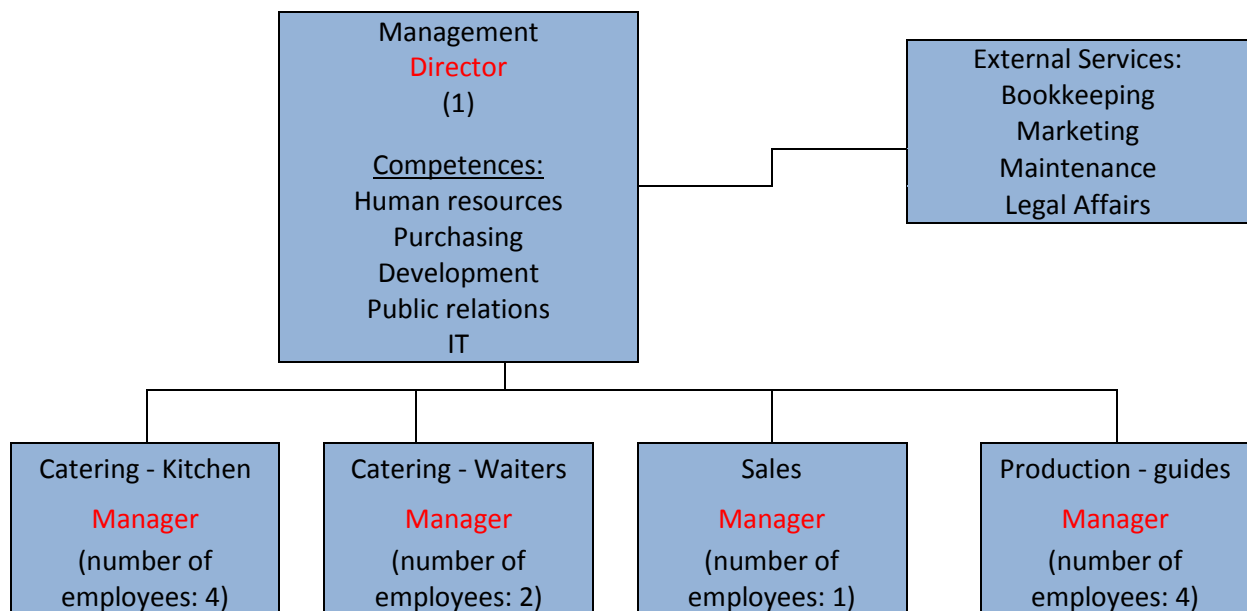 Management
Director
(1)
Competences:
Human resources
Purchasing
Development
Public relations
IT
External Services:
Bookkeeping
Marketing
Maintenance
Legal Affairs
Catering - Kitchen
Manager
(number of
employees: 4)
Catering - Waiters
Manager
(number of
employees: 2)
Sales
Manager
(number of
employees: 1)
Production - guides
Manager
(number of
employees: 4)